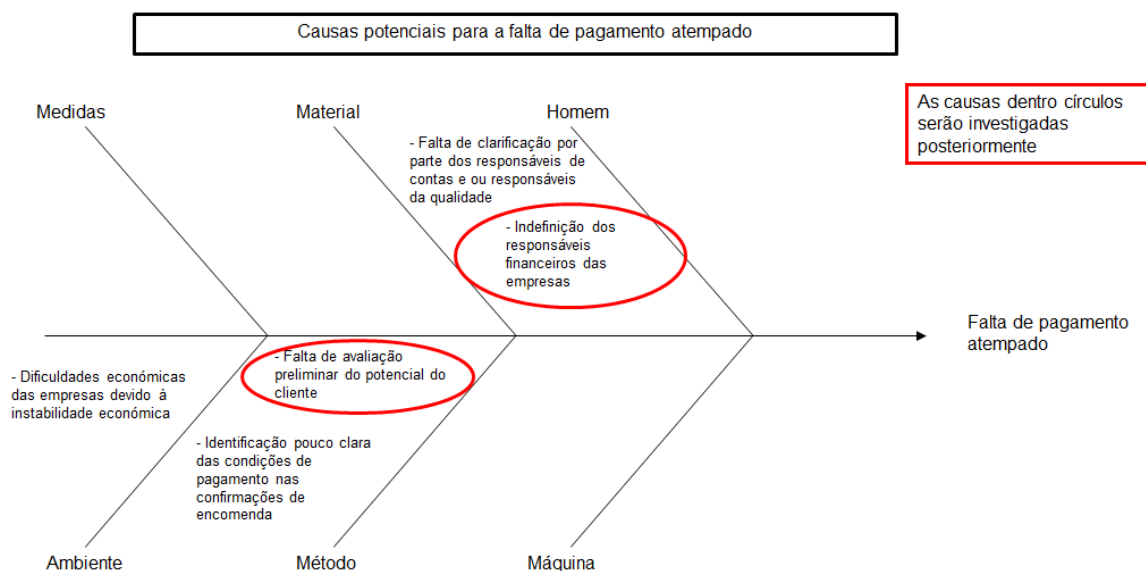 Causas potenciais para a falta de pagamento atempado
As causas dentro círculos
serão investigadas
posteriormente
Medidas
Material
Homem
- Falta de clarificação por
parte dos responsáveis de
contas e ou responsáveis
da qualidade
- Indefinição dos
responsáveis
financeiros das
empresas
Falta de pagamento
atempado
- Dificuldades económicas
das empresas devido à
instabilidade económica
- Falta de avaliação
preliminar do potencial do
cliente
- Identificação pouco clara
das condições de
pagamento nas
confirmações de
encomenda
Ambiente
Método
Máquina